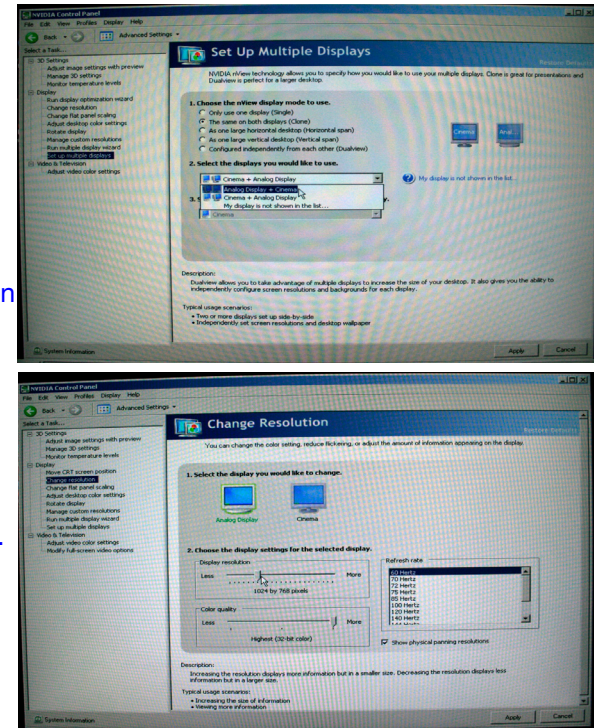 NVIDIA Control Panel
File Edit View Profiles Display Help
Back Advanced Settings
Select a Task...
Set Up Multiple Displays
3D Settings
Adjust image settings with preview
Manage 3D settings
Monitor temperature levels
Display
Run display optimization wizard
Change resolution
Change flat panel scaling
Adjust desktop color settings
Rotate display
Manage custom resolutions
Run multiple display wizard
Set up multiple displays
Video & Television
Adjust video color settings
System Information
Restore Defaults
NVIDIA nView technology allows you to specify how you would like to use your multiple displays. Clone is great for presentations and
Dualview is perfect for a larger desktop.
1. Choose the nView display mode to use.
Only use one display (Single)
The same on both displays (Clone)
As one large horizontal desktop (Horizontal span)
As one large vertical desktop (Vertical span)
Configured independently from each other (Dualview)
Cinema Anal...
2. Select the displays you would like to use.
Cinema + Analog Display
My display is not shown in the list...
Analog Display + Cinema
Cinema + Analog Display
My display is not shown in the list...
3.
Cinema
Description:
Dualview allows you to take advantage of multiple displays to increase the size of your desktop. It also gives you the ability to
independently configure screen resolutions and backgrounds for each display.
Typical usage scenarios:
• Two or more displays set up side-by-side
• Independently set screen resolutions and desktop wallpaper
Apply Cancel
n
NVIDIA Control Panel
File Edit View Profiles Display Help
Back Advanced Settings
Select a Task...
Change Resolution
3D Settings
Adjust image settings with preview
Manage 3D settings
Monitor temperature levels
Display
Move CRT screen position
Change resolution
Change flat panel scaling
Adjust desktop color settings
Rotate display
Manage custom resolutions
Run multiple display wizard
Set up multiple displays
Video & Television
Adjust video color settings
Modify full-screen video options
System Information
Restore Defaults
You can change the color setting, reduce flickering, or adjust the amount of information appearing on the display.
1. Select the display you would like to change.
Analog Display Cinema
2. Choose the display settings for the selected display.
Display resolution
Less More
1024 by 768 pixels
Color quality
Less More
Highest (32-bit color)
Refresh rate
60 Hertz
70 Hertz
72 Hertz
75 Hertz
85 Hertz
100 Hertz
120 Hertz
140 Hertz
Show physical panning resolutions
Description:
Increasing the resolution displays more information but in a smaller size. Decreasing the resolution displays less
information but in a larger size.
Typical usage scenarios:
• Increasing the size of information
• Viewing more information
Apply Cancel